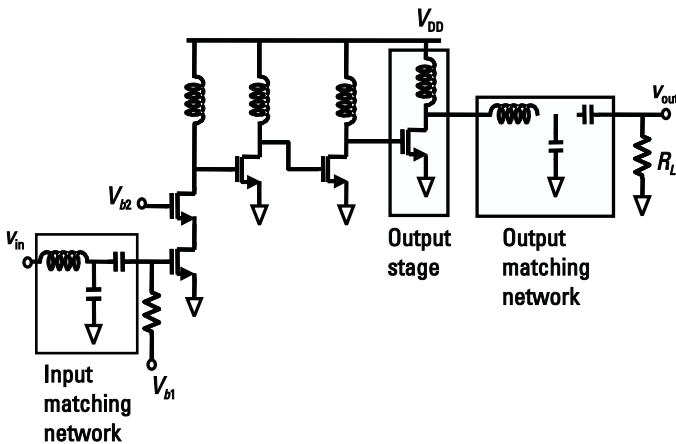 V_DD
v_out
R_L
V_b2
v_in
V_b1
Output
stage
Output
matching
network
Input
matching
network